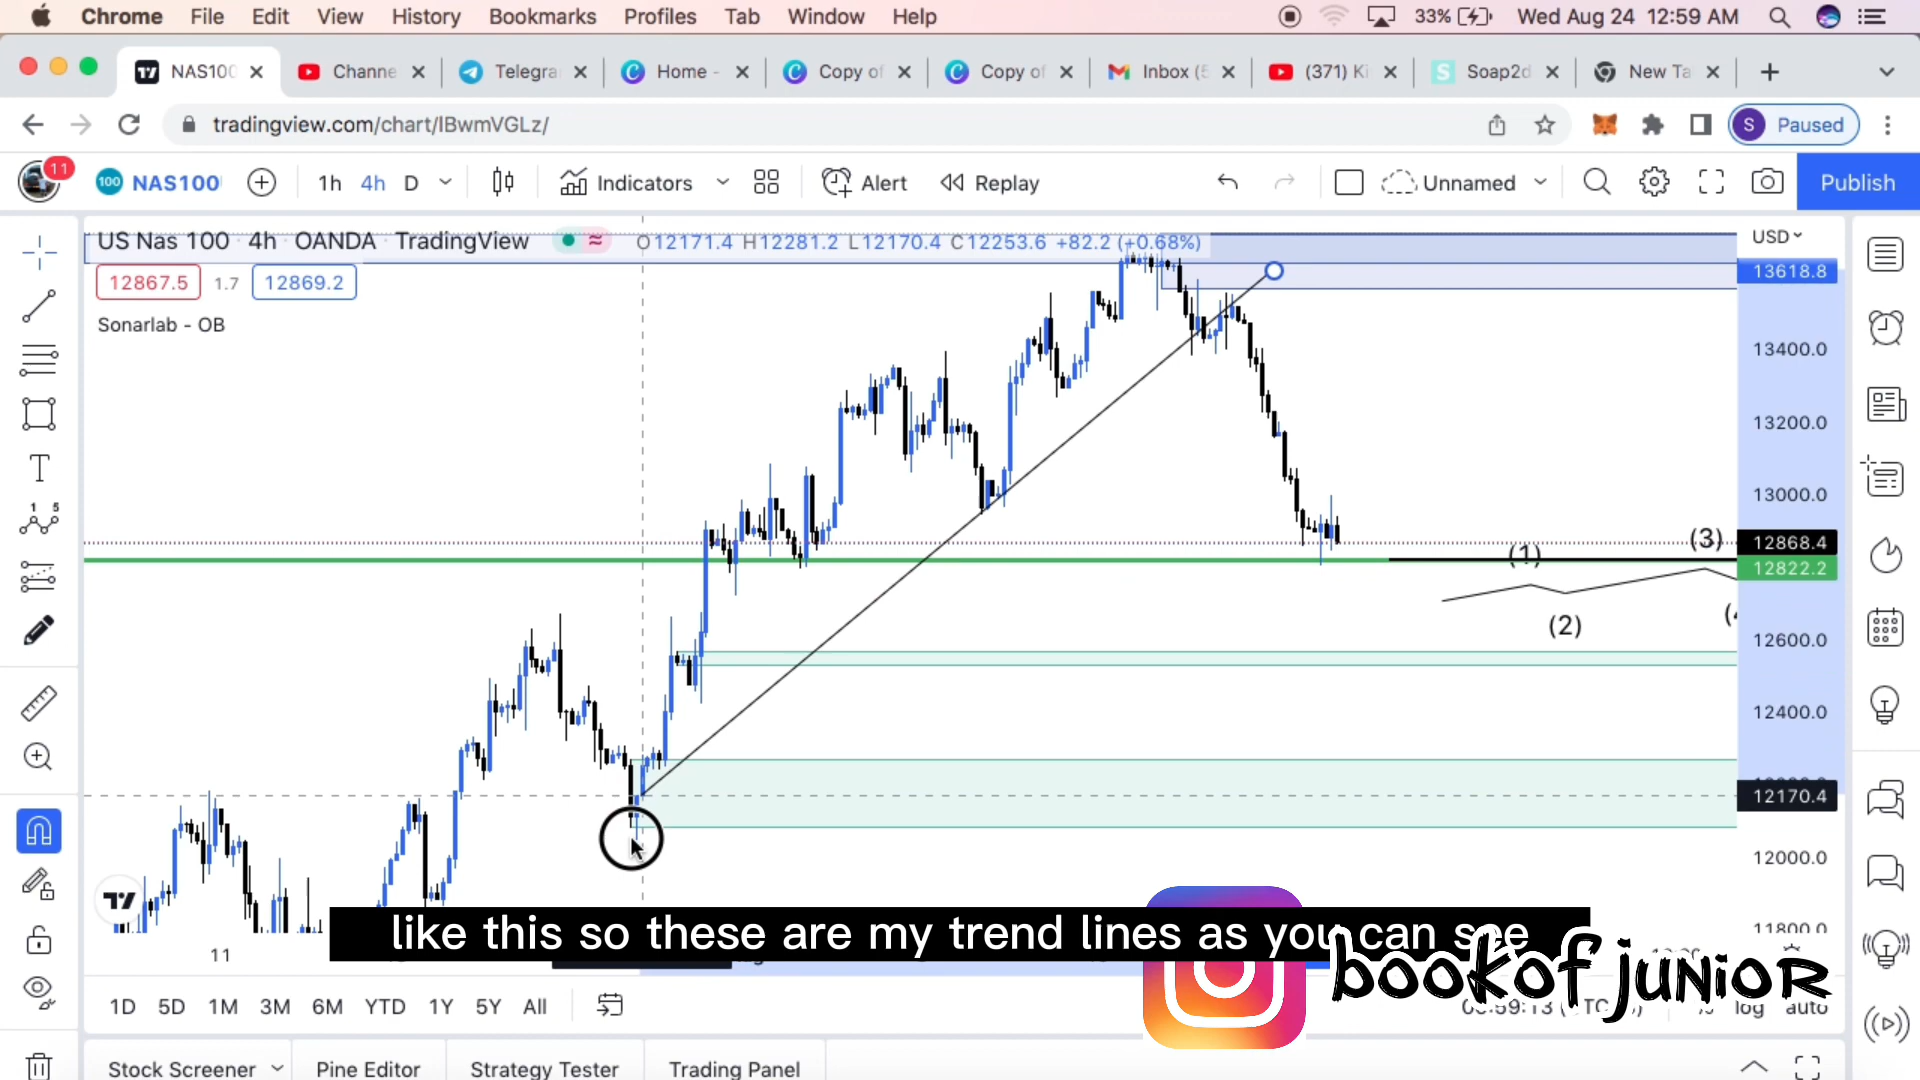 Chrome File Edit View History Bookmarks Profiles Tab Window Help 33% Wed Aug 24 12:59 AM
NAS100 Channe Telegra Home - Copy of Copy of Inbox (5 (371) Ki Soap2d New Ta
tradingview.com/chart/IBwmVGLz/ S Paused
11 100 NAS100 1h 4h D Indicators Alert Replay Unnamed Publish
US Nas 100 · 4h · OANDA · TradingView O12171.4 H12281.2 L12170.4 C12253.6 +82.2 (+0.68%) USD
13618.8
12867.5 1.7 12869.2
Sonarlab - OB
13400.0
13200.0
13000.0
(1) (3) 12868.4
12822.2
(2)
12600.0
12400.0
12170.4
12000.0
11800.0
like this so these are my trend lines as you can see
11
bookof junior
1D 5D 1M 3M 6M YTD 1Y 5Y All log auto
Stock Screener Pine Editor Strategy Tester Trading Panel